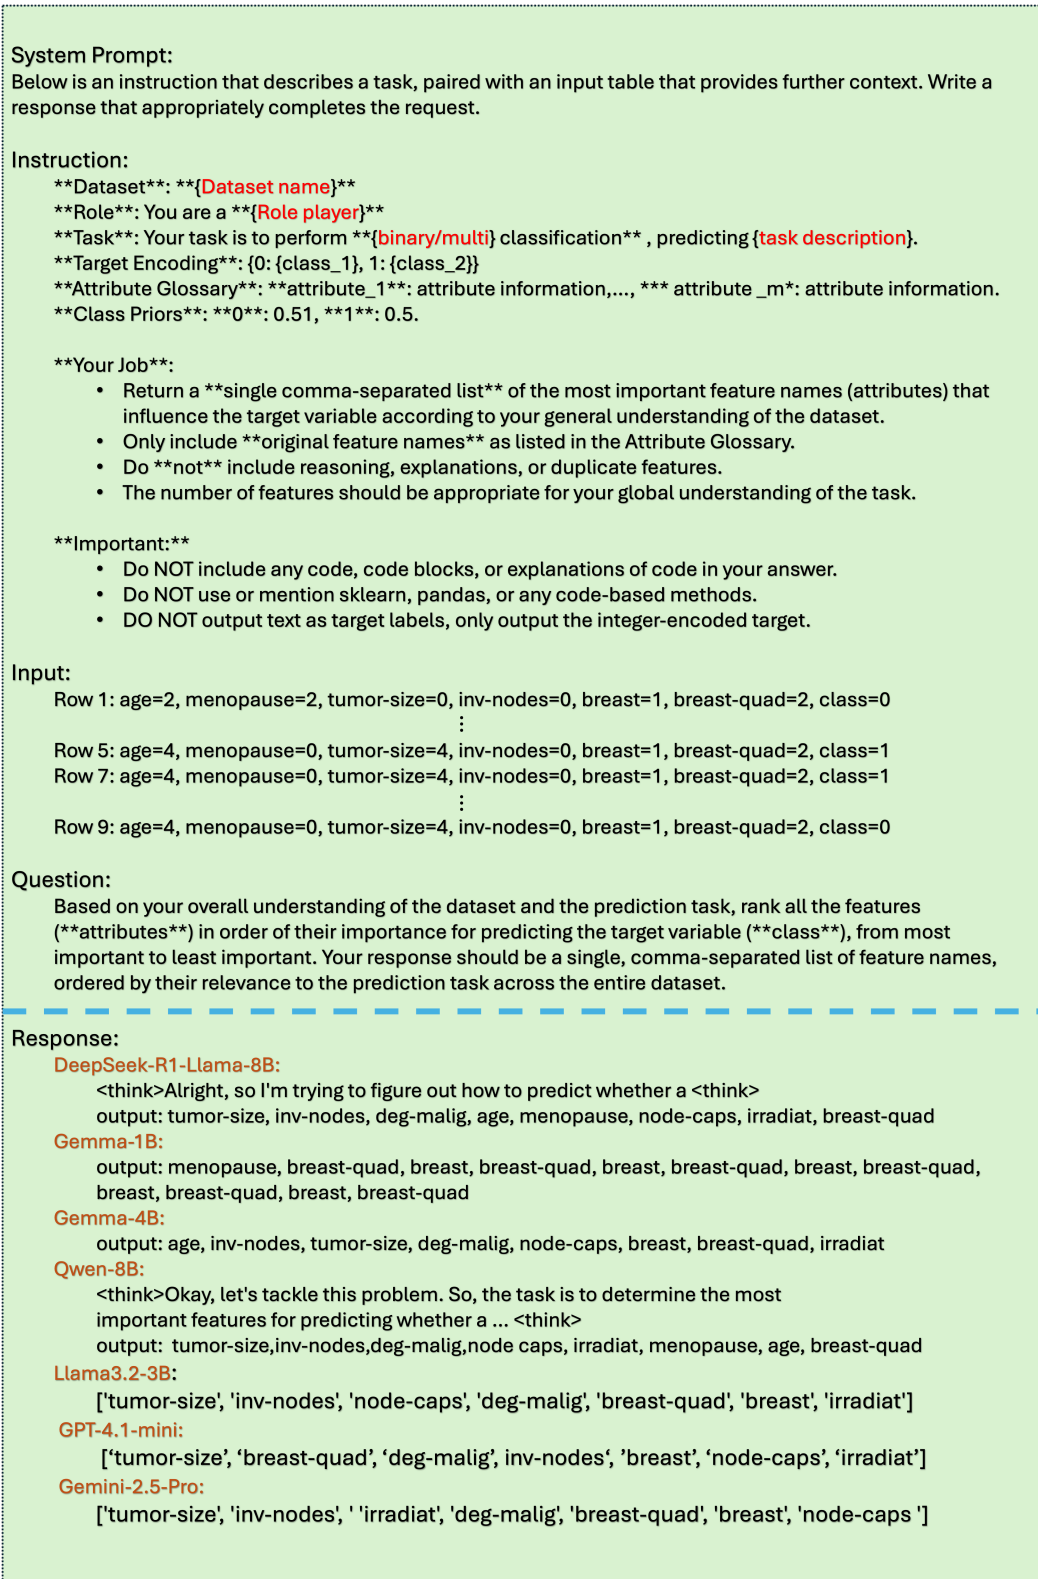 System Prompt:
Below is an instruction that describes a task, paired with an input table that provides further context. Write a
response that appropriately completes the request.
Instruction:
**Dataset**: **{Dataset name}**
**Role**: You are a **{Role player}**
**Task**: Your task is to perform **{binary/multi} classification** , predicting {task description}.
**Target Encoding**: {0: {class_1}, 1: {class_2}}
**Attribute Glossary**: **attribute_1**: attribute information,..., *** attribute _m*: attribute information.
**Class Priors**: **0**: 0.51, **1**: 0.5.
**Your Job**:
• Return a **single comma-separated list** of the most important feature names (attributes) that
influence the target variable according to your general understanding of the dataset.
• Only include **original feature names** as listed in the Attribute Glossary.
• Do **not** include reasoning, explanations, or duplicate features.
• The number of features should be appropriate for your global understanding of the task.
**Important:**
• Do NOT include any code, code blocks, or explanations of code in your answer.
• Do NOT use or mention sklearn, pandas, or any code-based methods.
• DO NOT output text as target labels, only output the integer-encoded target.
Input:
Row 1: age=2, menopause=2, tumor-size=0, inv-nodes=0, breast=1, breast-quad=2, class=0
⋮
Row 5: age=4, menopause=0, tumor-size=4, inv-nodes=0, breast=1, breast-quad=2, class=1
Row 7: age=4, menopause=0, tumor-size=4, inv-nodes=0, breast=1, breast-quad=2, class=1
⋮
Row 9: age=4, menopause=0, tumor-size=4, inv-nodes=0, breast=1, breast-quad=2, class=0
Question:
Based on your overall understanding of the dataset and the prediction task, rank all the features
(**attributes**) in order of their importance for predicting the target variable (**class**), from most
important to least important. Your response should be a single, comma-separated list of feature names,
ordered by their relevance to the prediction task across the entire dataset.
Response:
DeepSeek-R1-Llama-8B:
<think>Alright, so I'm trying to figure out how to predict whether a <think>
output: tumor-size, inv-nodes, deg-malig, age, menopause, node-caps, irradiat, breast-quad
Gemma-1B:
output: menopause, breast-quad, breast, breast-quad, breast, breast-quad, breast, breast-quad,
breast, breast-quad, breast, breast-quad
Gemma-4B:
output: age, inv-nodes, tumor-size, deg-malig, node-caps, breast, breast-quad, irradiat
Qwen-8B:
<think>Okay, let's tackle this problem. So, the task is to determine the most
important features for predicting whether a ... <think>
output:  tumor-size,inv-nodes,deg-malig,node caps, irradiat, menopause, age, breast-quad
Llama3.2-3B:
['tumor-size', 'inv-nodes', 'node-caps', 'deg-malig', 'breast-quad', 'breast', 'irradiat']
GPT-4.1-mini:
[‘tumor-size’, ‘breast-quad’, ‘deg-malig’, inv-nodes‘, ’breast’, ‘node-caps’, ‘irradiat’]
Gemini-2.5-Pro:
['tumor-size', 'inv-nodes', ' 'irradiat', 'deg-malig', 'breast-quad', 'breast', 'node-caps ']